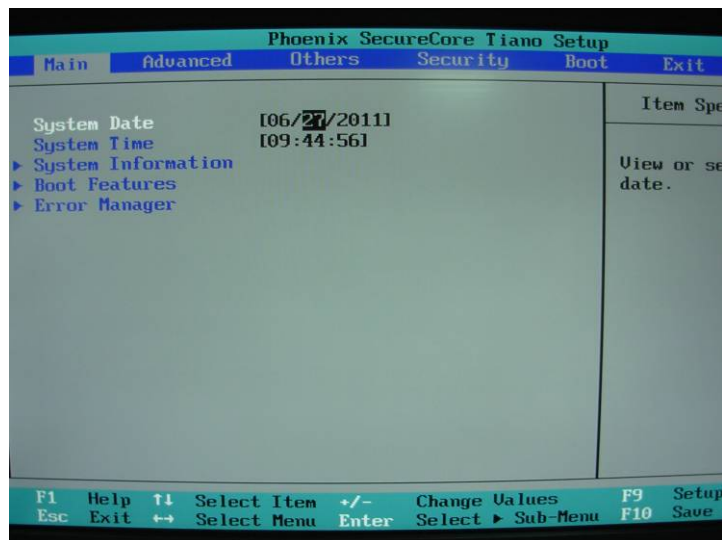 Phoenix SecureCore Tiano Setup
Main Advanced Others Security Boot Exit
Item Spe
System Date [06/27/2011]
System Time [09:44:56]
▶ System Information
▶ Boot Features
▶ Error Manager
View or se
date.
F1 Help ↑↓ Select Item +/- Change Values F9 Setup
Esc Exit ↔ Select Menu Enter Select ▶ Sub-Menu F10 Save